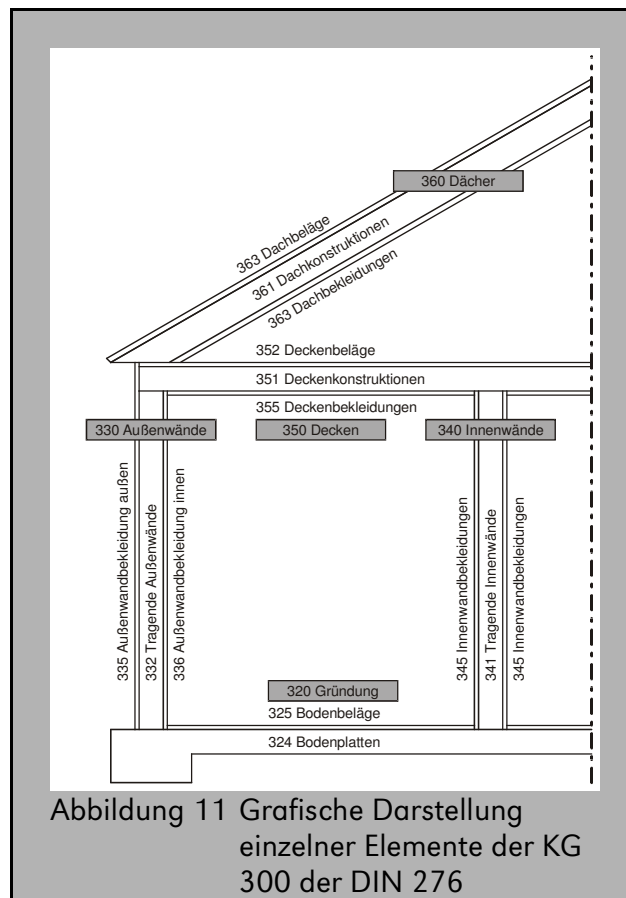 360 Dächer
363 Dachbeläge
361 Dachkonstruktionen
363 Dachbekleidungen
352 Deckenbeläge
351 Deckenkonstruktionen
355 Deckenbekleidungen
330 Außenwände
350 Decken
340 Innenwände
335 Außenwandbekleidung außen
332 Tragende Außenwände
336 Außenwandbekleidung innen
345 Innenwandbekleidungen
341 Tragende Innenwände
345 Innenwandbekleidungen
320 Gründung
325 Bodenbeläge
324 Bodenplatten
Abbildung 11 Grafische Darstellung
einzelner Elemente der KG
300 der DIN 276